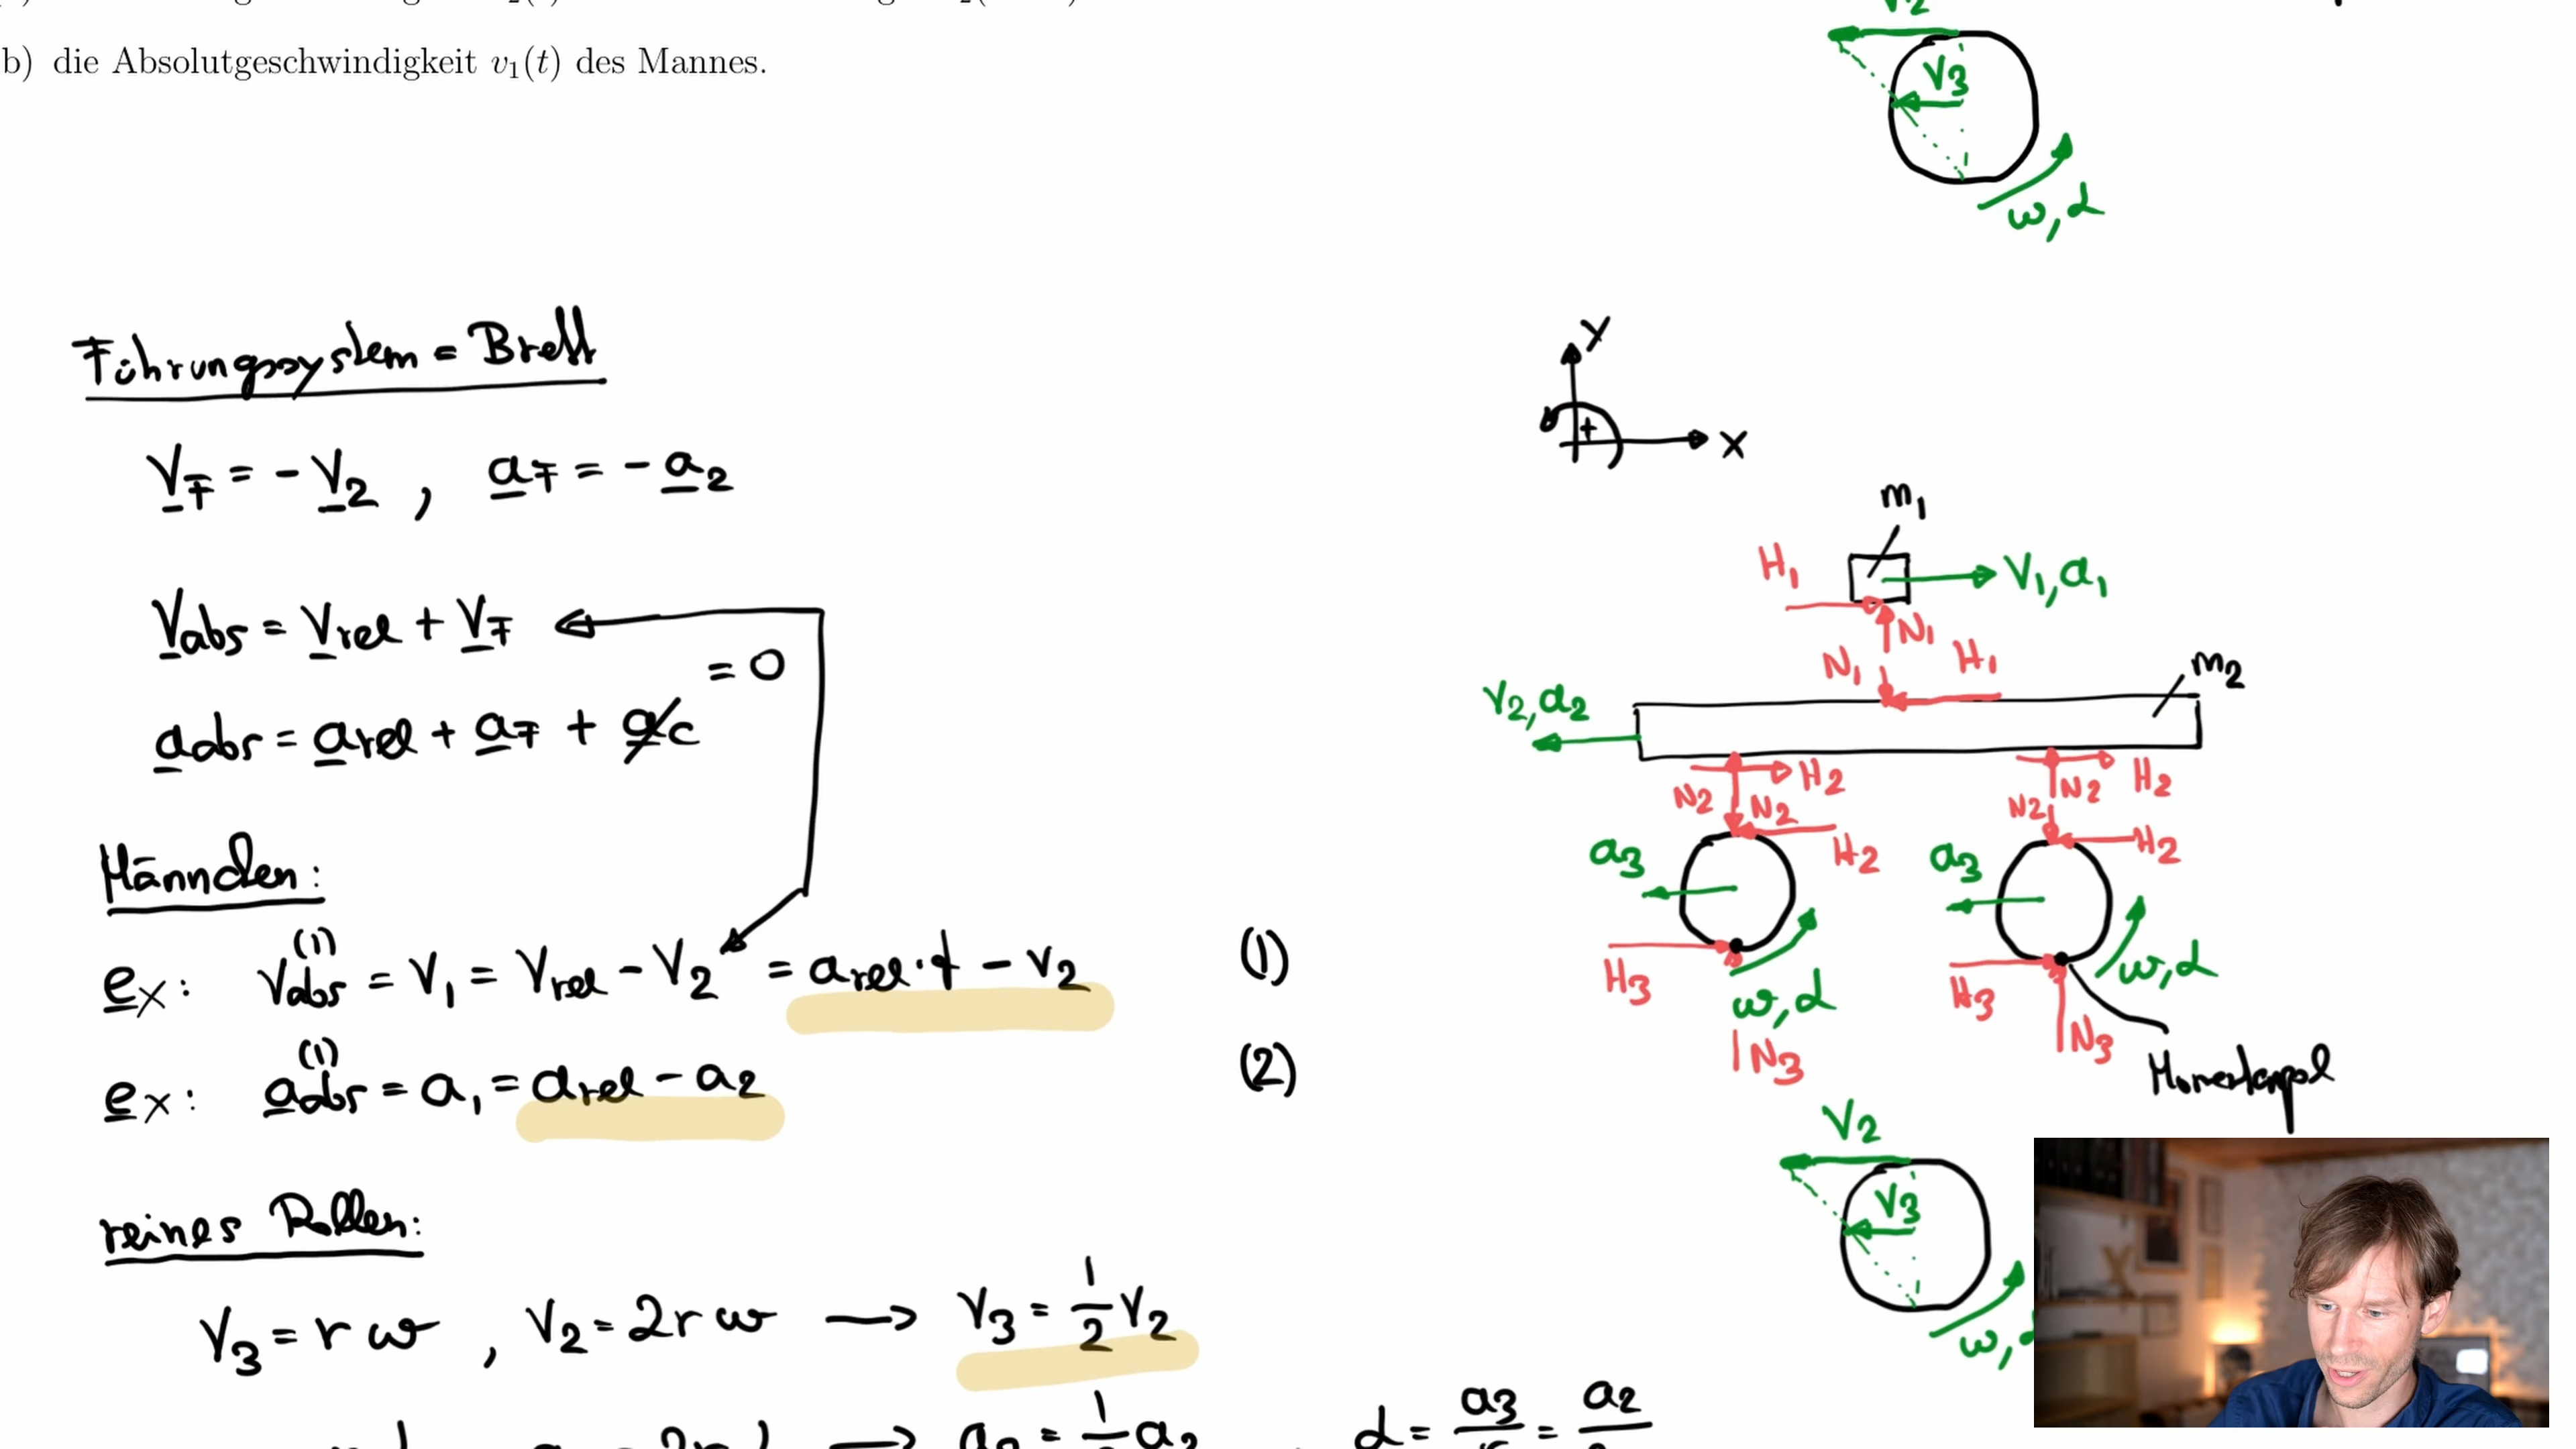 b) die Absolutgeschwindigkeit v₁(t) des Mannes.
Führungssystem = Brett
v_F = - v₂ , a_F = - a₂
v_abs = v_rel + v_F
= 0
a_abs = a_rel + a_F + a_c
Männchen:
e_x: v_abs^(1) = v₁ = v_rel - v₂ = a_rel · t - v₂ (1)
e_x: a_abs^(1) = a₁ = a_rel - a₂ (2)
reines Rollen:
v₃ = r ω , v₂ = 2 r ω → v₃ = 1/2 v₂
α = a₃ = a₂
v₃
ω, α
y
+
x
m₁
H₁
v₁, a₁
N₁
N₁ H₁
m₂
v₂, a₂
H₂ H₂
N₂ N₂ N₂ N₂
a₃ H₂ a₃ H₂
H₃ ω, α H₃ ω, α
N₃ N₃
Momentanpol
v₂
v₃
ω,